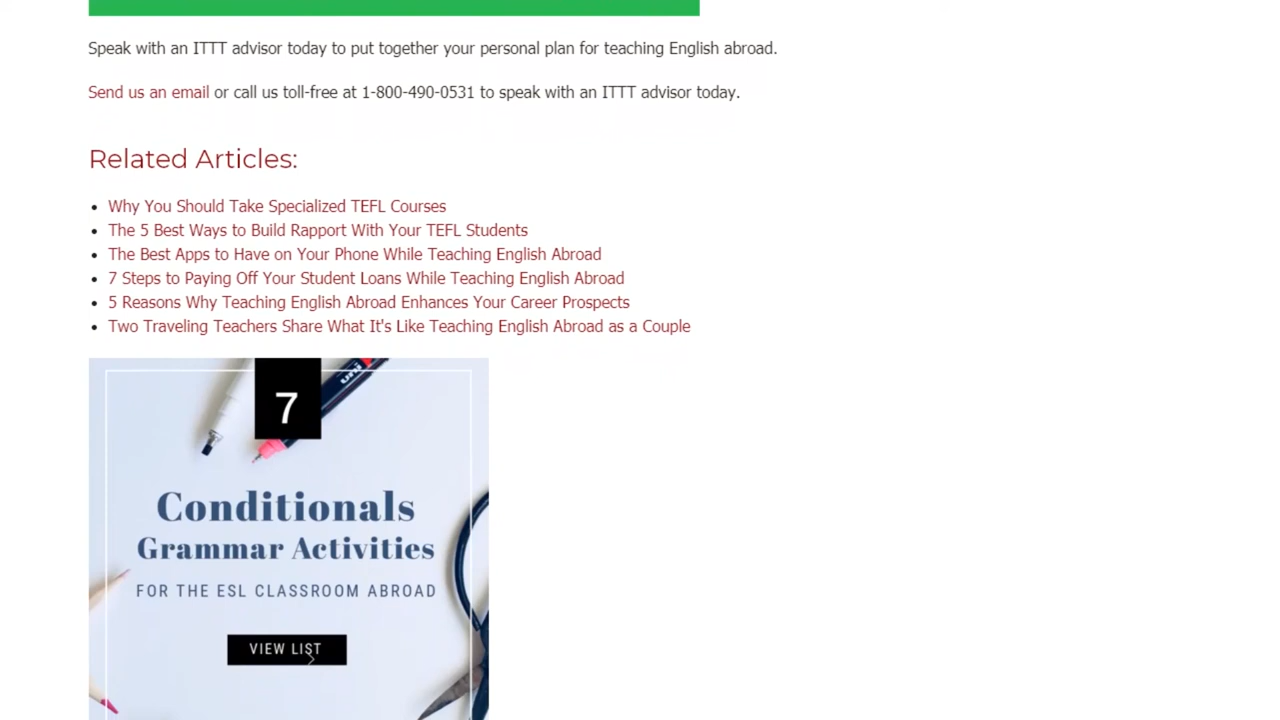 Speak with an ITTT advisor today to put together your personal plan for teaching English abroad.
Send us an email or call us toll-free at 1-800-490-0531 to speak with an ITTT advisor today.
Related Articles:
Why You Should Take Specialized TEFL Courses
The 5 Best Ways to Build Rapport With Your TEFL Students
The Best Apps to Have on Your Phone While Teaching English Abroad
7 Steps to Paying Off Your Student Loans While Teaching English Abroad
5 Reasons Why Teaching English Abroad Enhances Your Career Prospects
Two Traveling Teachers Share What It's Like Teaching English Abroad as a Couple
uni
7
Conditionals
Grammar Activities
FOR THE ESL CLASSROOM ABROAD
VIEW LIST